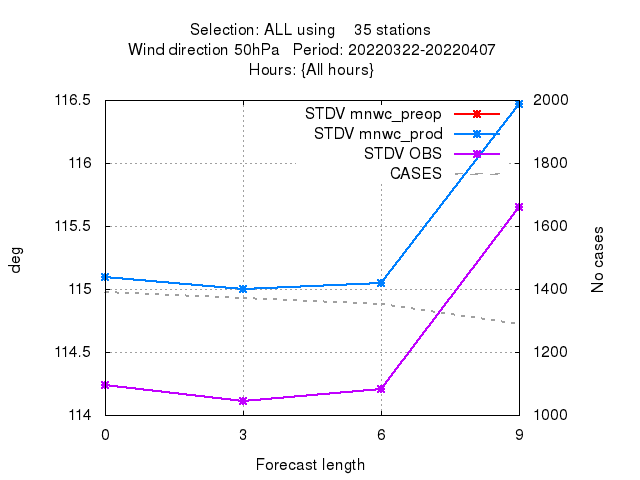 Selection: ALL using 35 stations
Wind direction 50hPa Period: 20220322-20220407
Hours: {All hours}
116.5
2000
STDV mnwc_preop
STDV mnwc_prod
STDV OBS
CASES
116
1800
115.5
1600
deg
No cases
115
1400
114.5
1200
114
1000
0 3 6 9
Forecast length